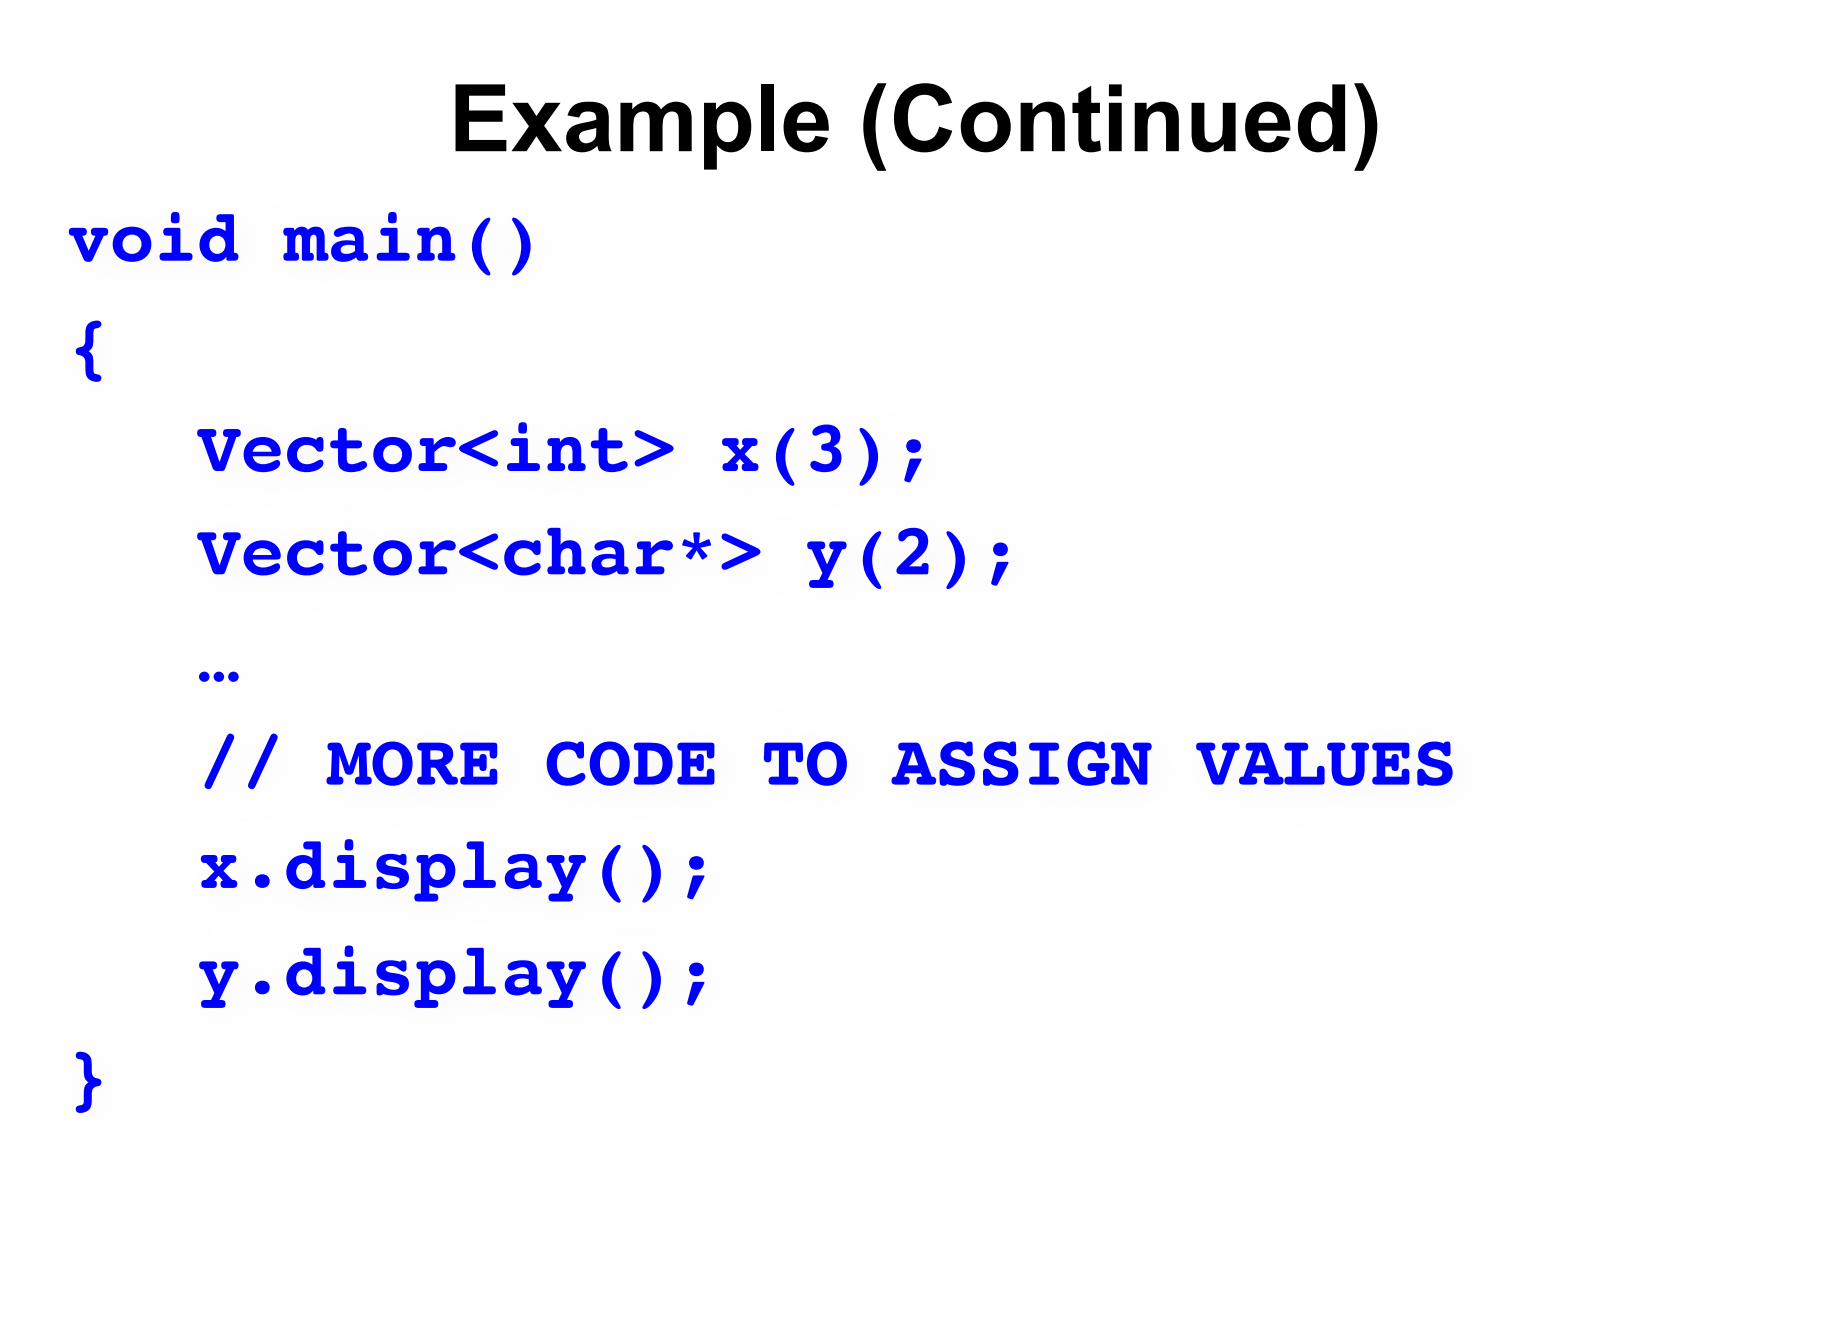 Example (Continued)
void main()
{
Vector<int> x(3);
Vector<char*> y(2);
…
// MORE CODE TO ASSIGN VALUES
x.display();
y.display();
}